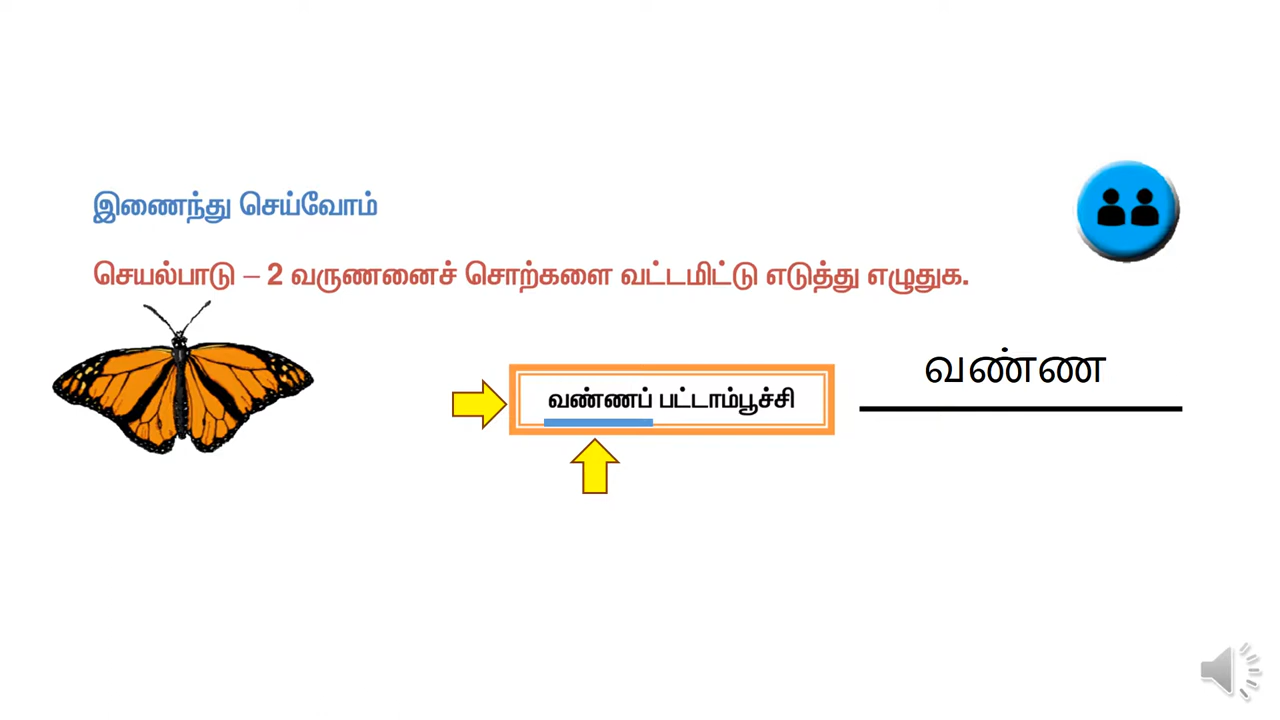 இணைந்து செய்வோம்
செயல்பாடு – 2 வருணனைச் சொற்களை வட்டமிட்டு எடுத்து எழுதுக.
வண்ணப் பட்டாம்பூச்சி
வண்ண